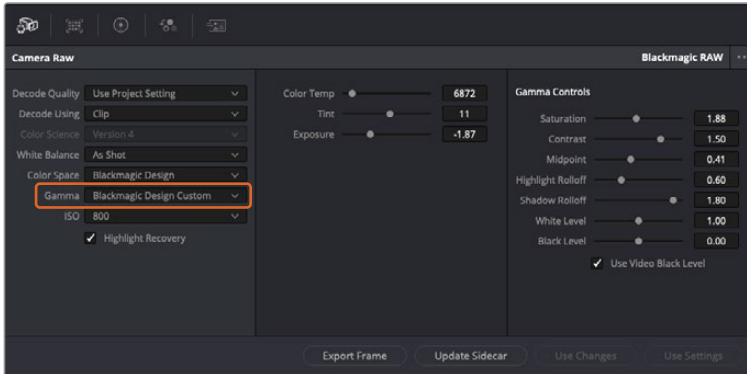 Camera Raw
Blackmagic RAW
Decode Quality Use Project Setting
Decode Using Clip
Color Science Version 4
White Balance As Shot
Color Space Blackmagic Design
Gamma Blackmagic Design Custom
ISO 800
Highlight Recovery
Color Temp 6872
Tint 11
Exposure -1.87
Gamma Controls
Saturation 1.88
Contrast 1.50
Midpoint 0.41
Highlight Rolloff 0.60
Shadow Rolloff 1.80
White Level 1.00
Black Level 0.00
Use Video Black Level
Export Frame Update Sidecar Use Changes Use Settings